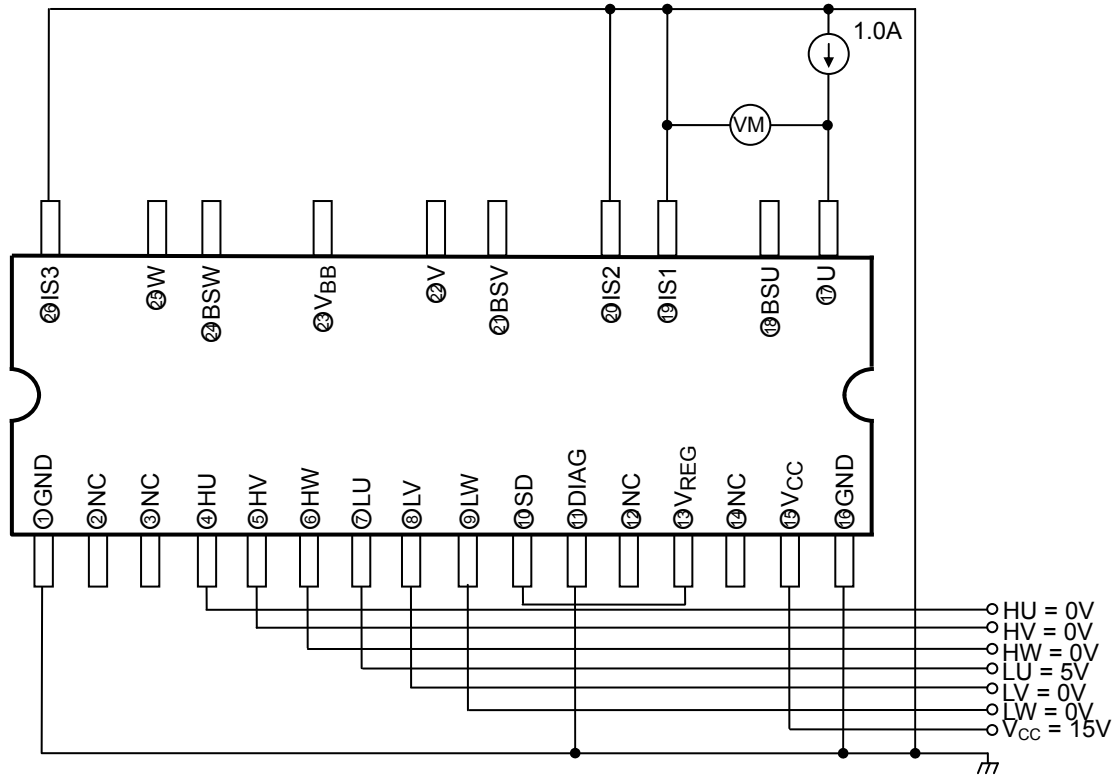 1.0A
VM
㉖IS3
㉕W
㉔BSW
㉓VBB
㉒V
㉑BSV
⑳IS2
⑲IS1
⑱BSU
⑰U
①GND
②NC
③NC
④HU
⑤HV
⑥HW
⑦LU
⑧LV
⑨LW
⑩SD
⑪DIAG
⑫NC
⑬VREG
⑭NC
⑮VCC
⑯GND
HU = 0V
HV = 0V
HW = 0V
LU = 5V
LV = 0V
LW = 0V
VCC = 15V